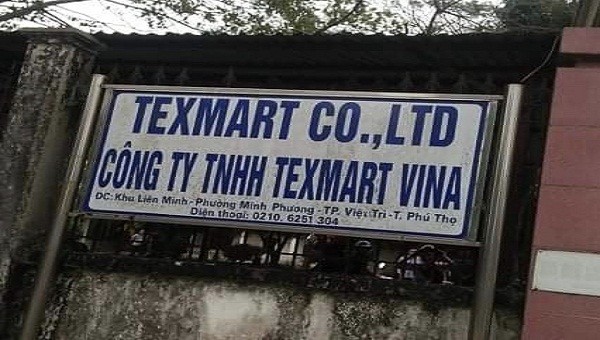 TEXMART CO.,LTD
CÔNG TY TNHH TEXMART VINA
ĐC: Khu Liên Minh - Phường Minh Phương - TP. Việt Trì - T. Phú Thọ
Điện thoại: 0210. 6251 304